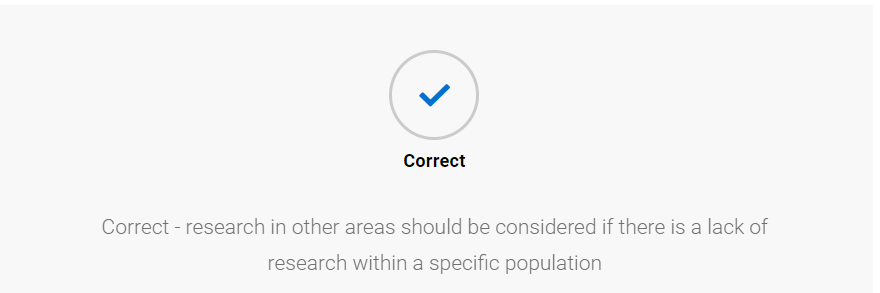 Correct
Correct - research in other areas should be considered if there is a lack of
research within a specific population